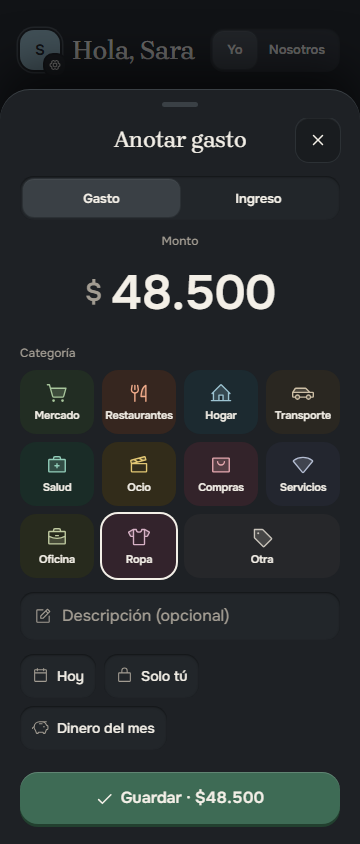 S
Hola, Sara
Yo
Nosotros
Anotar gasto
Gasto
Ingreso
Monto
$ 48.500
Categoría
Mercado
Restaurantes
Hogar
Transporte
Salud
Ocio
Compras
Servicios
Oficina
Ropa
Otra
Descripción (opcional)
Hoy
Solo tú
Dinero del mes
Guardar · $48.500